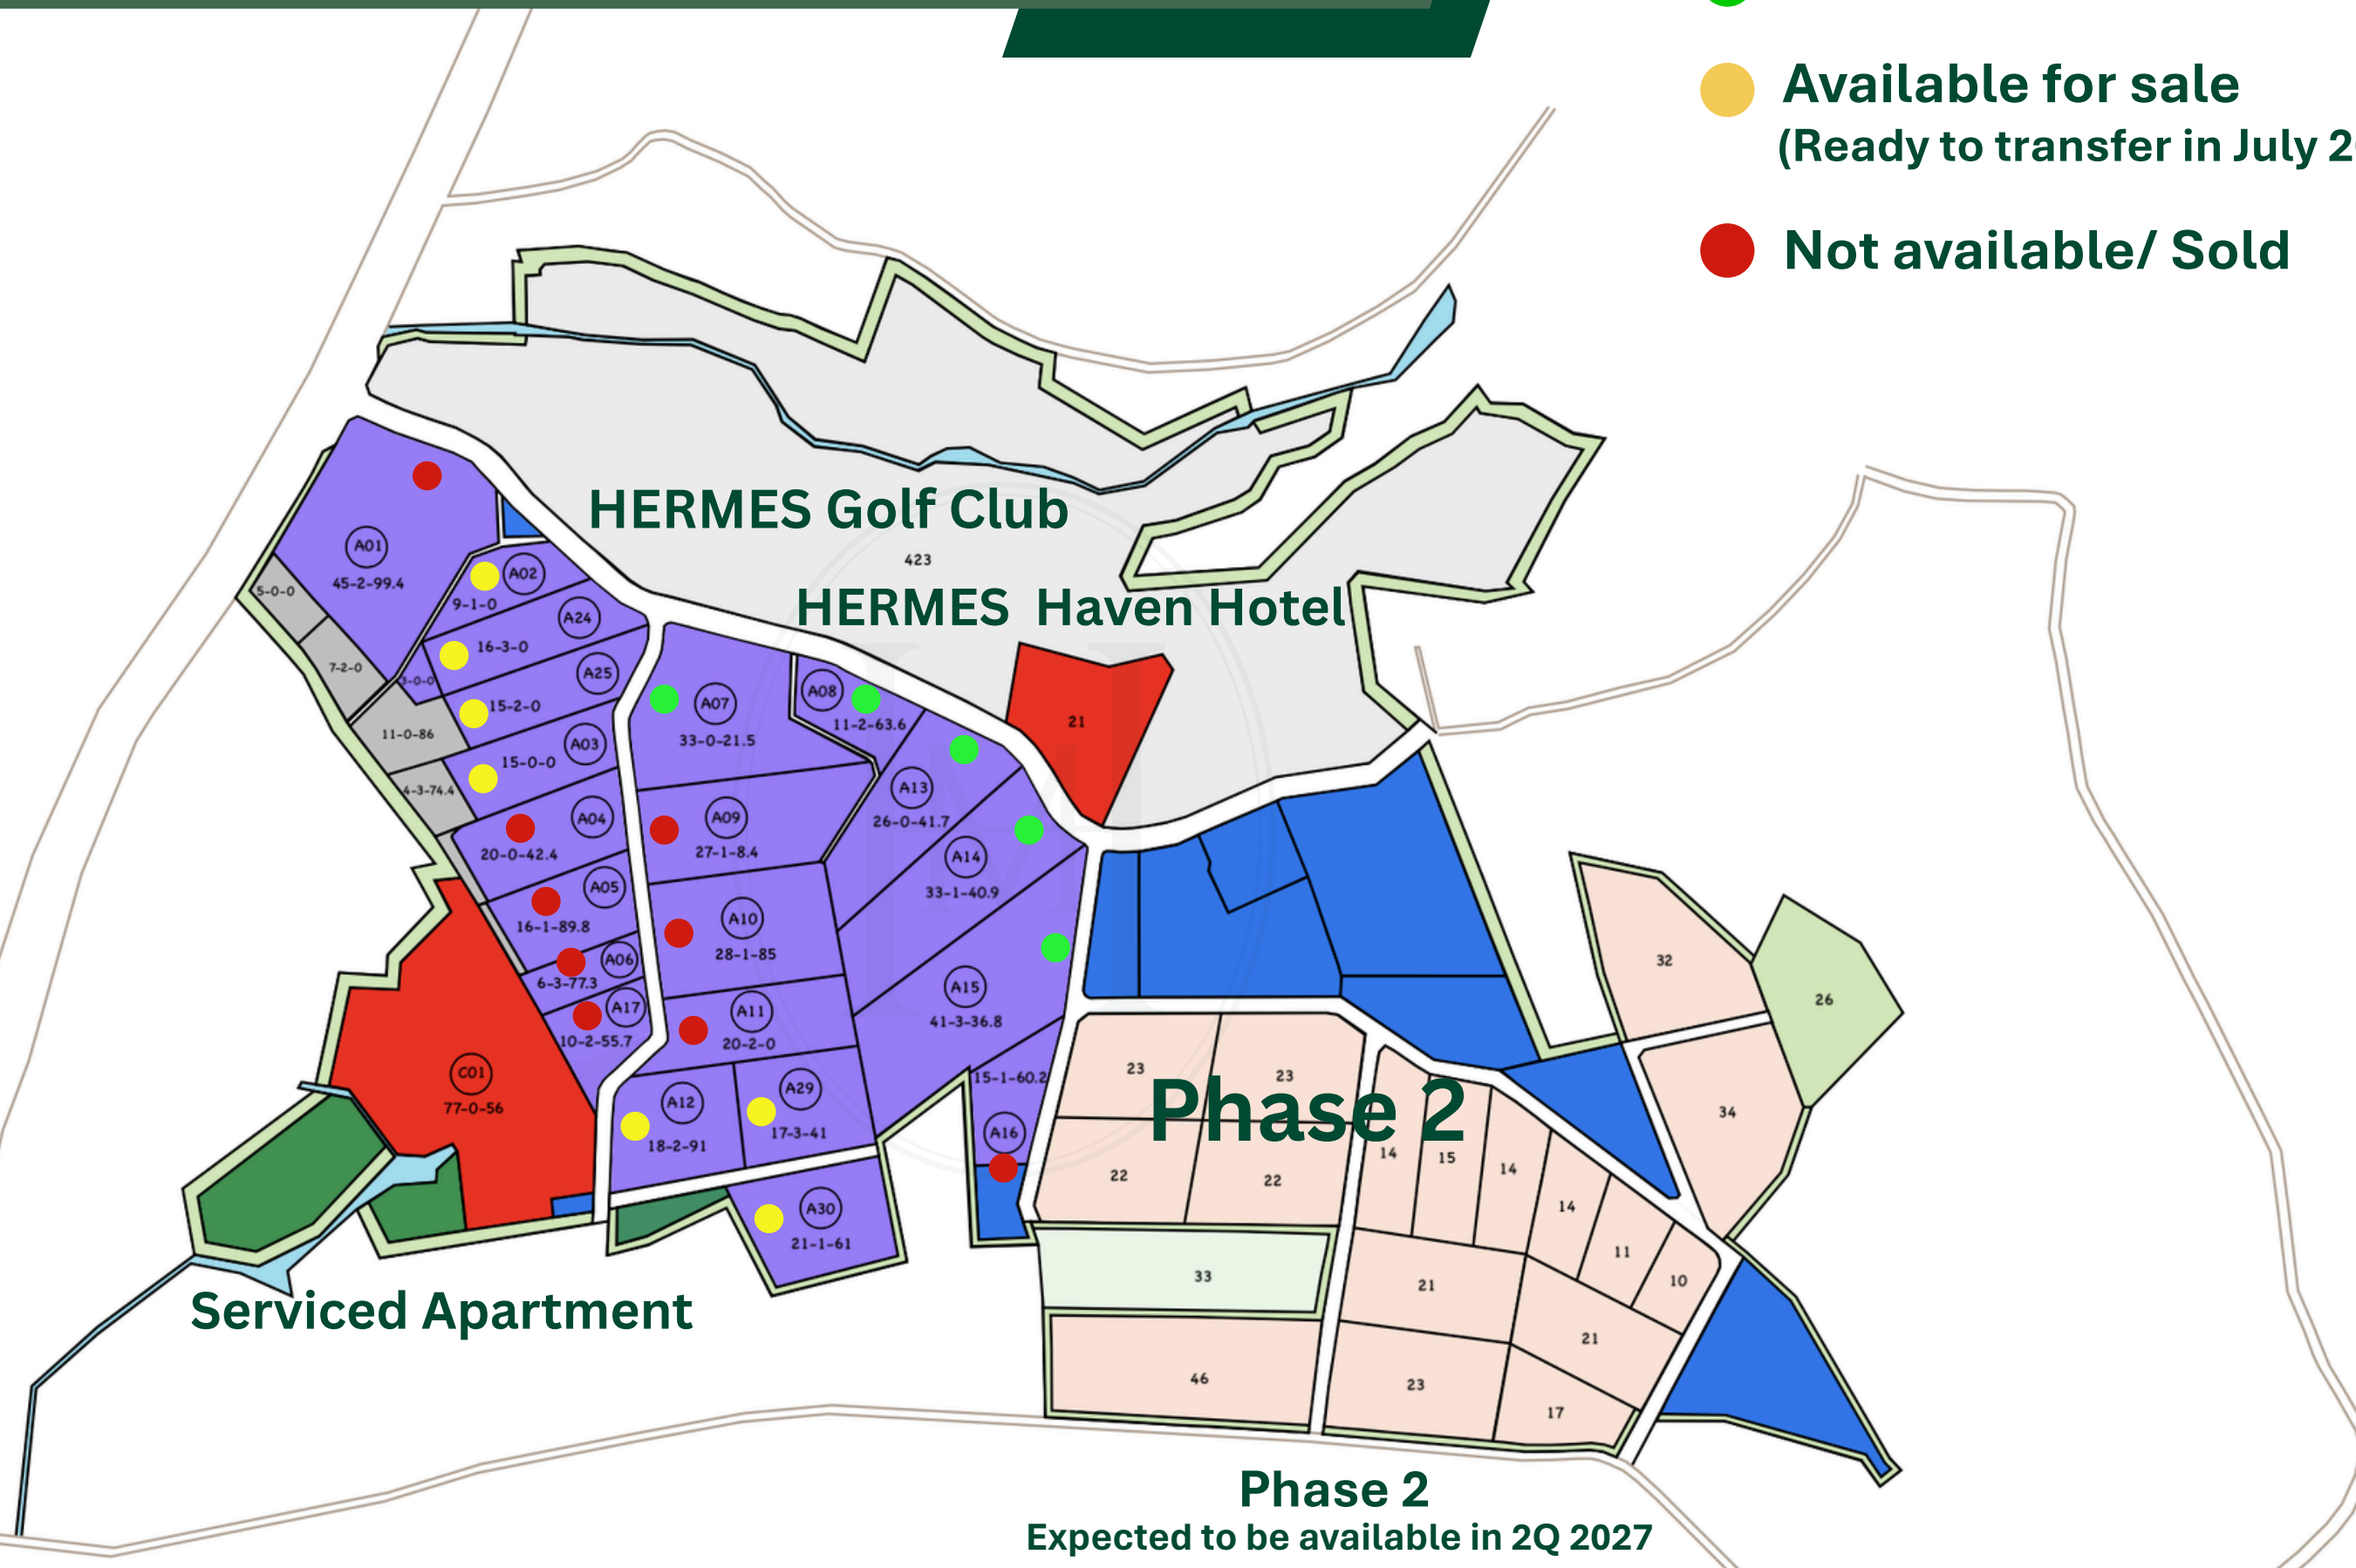 Available for sale
(Ready to transfer in July 2
Not available/ Sold
HERMES Golf Club
423
HERMES Haven Hotel
21
A01
45-2-99.4
5-0-0
7-2-0
3-0-0
11-0-86
4-3-74.4
A02
9-1-0
A24
16-3-0
A25
15-2-0
A03
15-0-0
A04
20-0-42.4
A05
16-1-89.8
A06
6-3-77.3
A17
10-2-55.7
C01
77-0-56
A07
33-0-21.5
A08
11-2-63.6
A09
27-1-8.4
A10
28-1-85
A11
20-2-0
A12
18-2-91
A29
17-3-41
A30
21-1-61
A13
26-0-41.7
A14
33-1-40.9
A15
41-3-36.8
15-1-60.2
A16
32
26
34
23
23
Phase 2
22
22
14
15
14
14
11
10
33
21
21
46
23
17
Serviced Apartment
Phase 2
Expected to be available in 2Q 2027